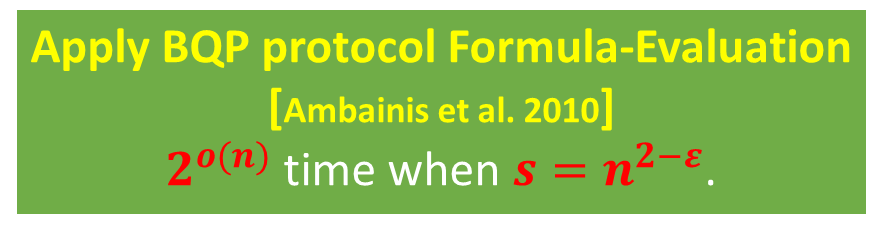 Apply BQP protocol Formula-Evaluation
[Ambainis et al. 2010]
2^{o(n)} time when s = n^{2−ε}.